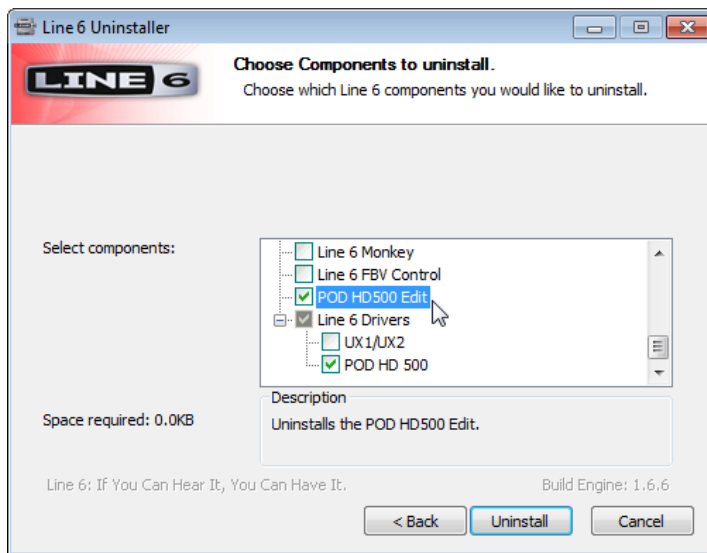 Line 6 Uninstaller
LINE 6
Choose Components to uninstall.
Choose which Line 6 components you would like to uninstall.
Select components:
Line 6 Monkey
Line 6 FBV Control
POD HD500 Edit
Line 6 Drivers
UX1/UX2
POD HD 500
Space required: 0.0KB
Description
Uninstalls the POD HD500 Edit.
Line 6: If You Can Hear It, You Can Have It.
Build Engine: 1.6.6
< Back
Uninstall
Cancel